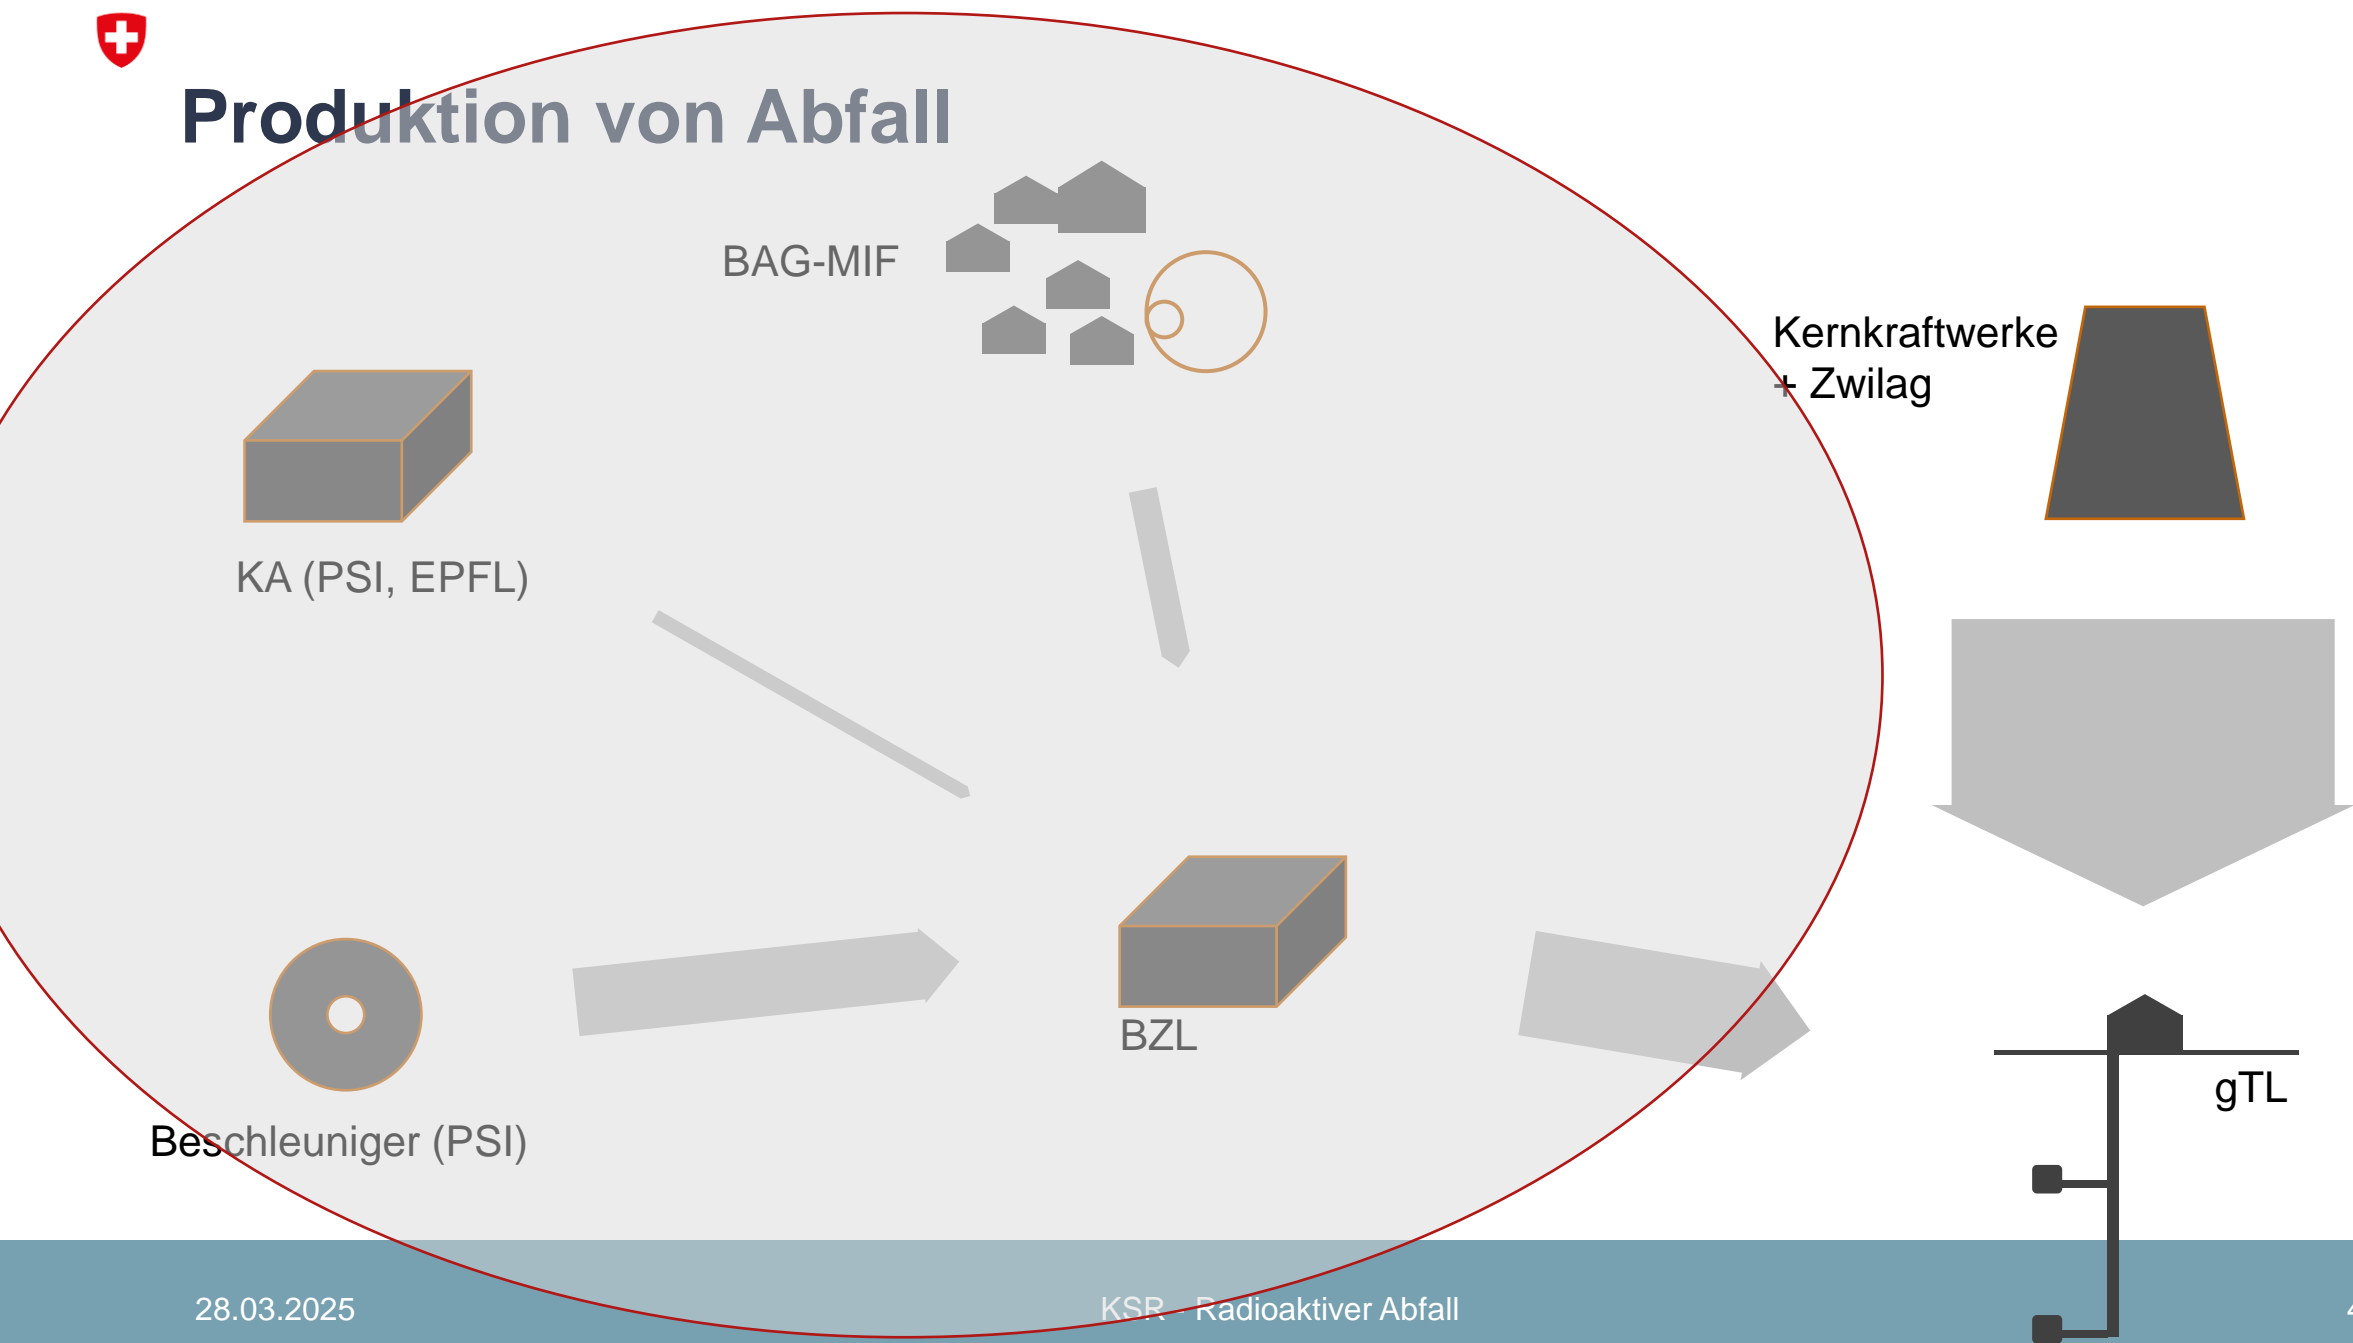 Produktion von Abfall
BAG-MIF
Kernkraftwerke
+ Zwilag
KA (PSI, EPFL)
BZL
gTL
Beschleuniger (PSI)
28.03.2025
KSR - Radioaktiver Abfall